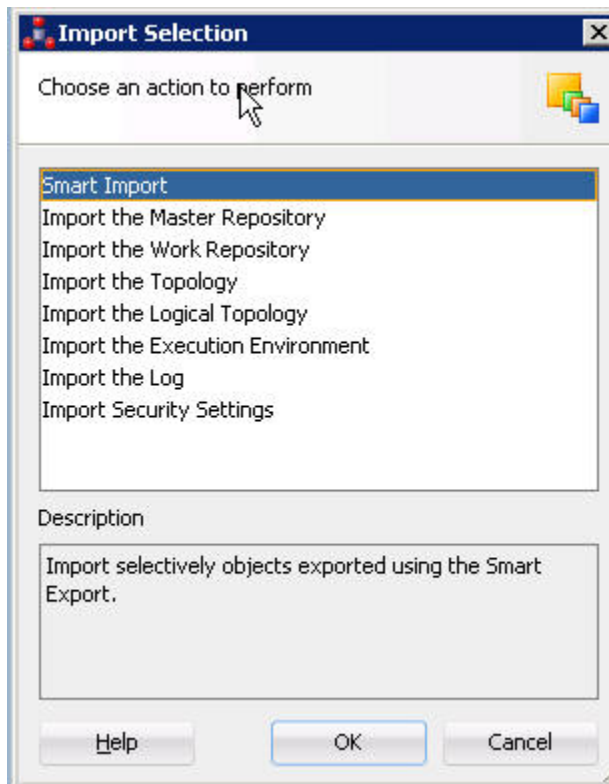 Import Selection
Choose an action to perform
Smart Import
Import the Master Repository
Import the Work Repository
Import the Topology
Import the Logical Topology
Import the Execution Environment
Import the Log
Import Security Settings
Description
Import selectively objects exported using the Smart
Export.
Help OK Cancel